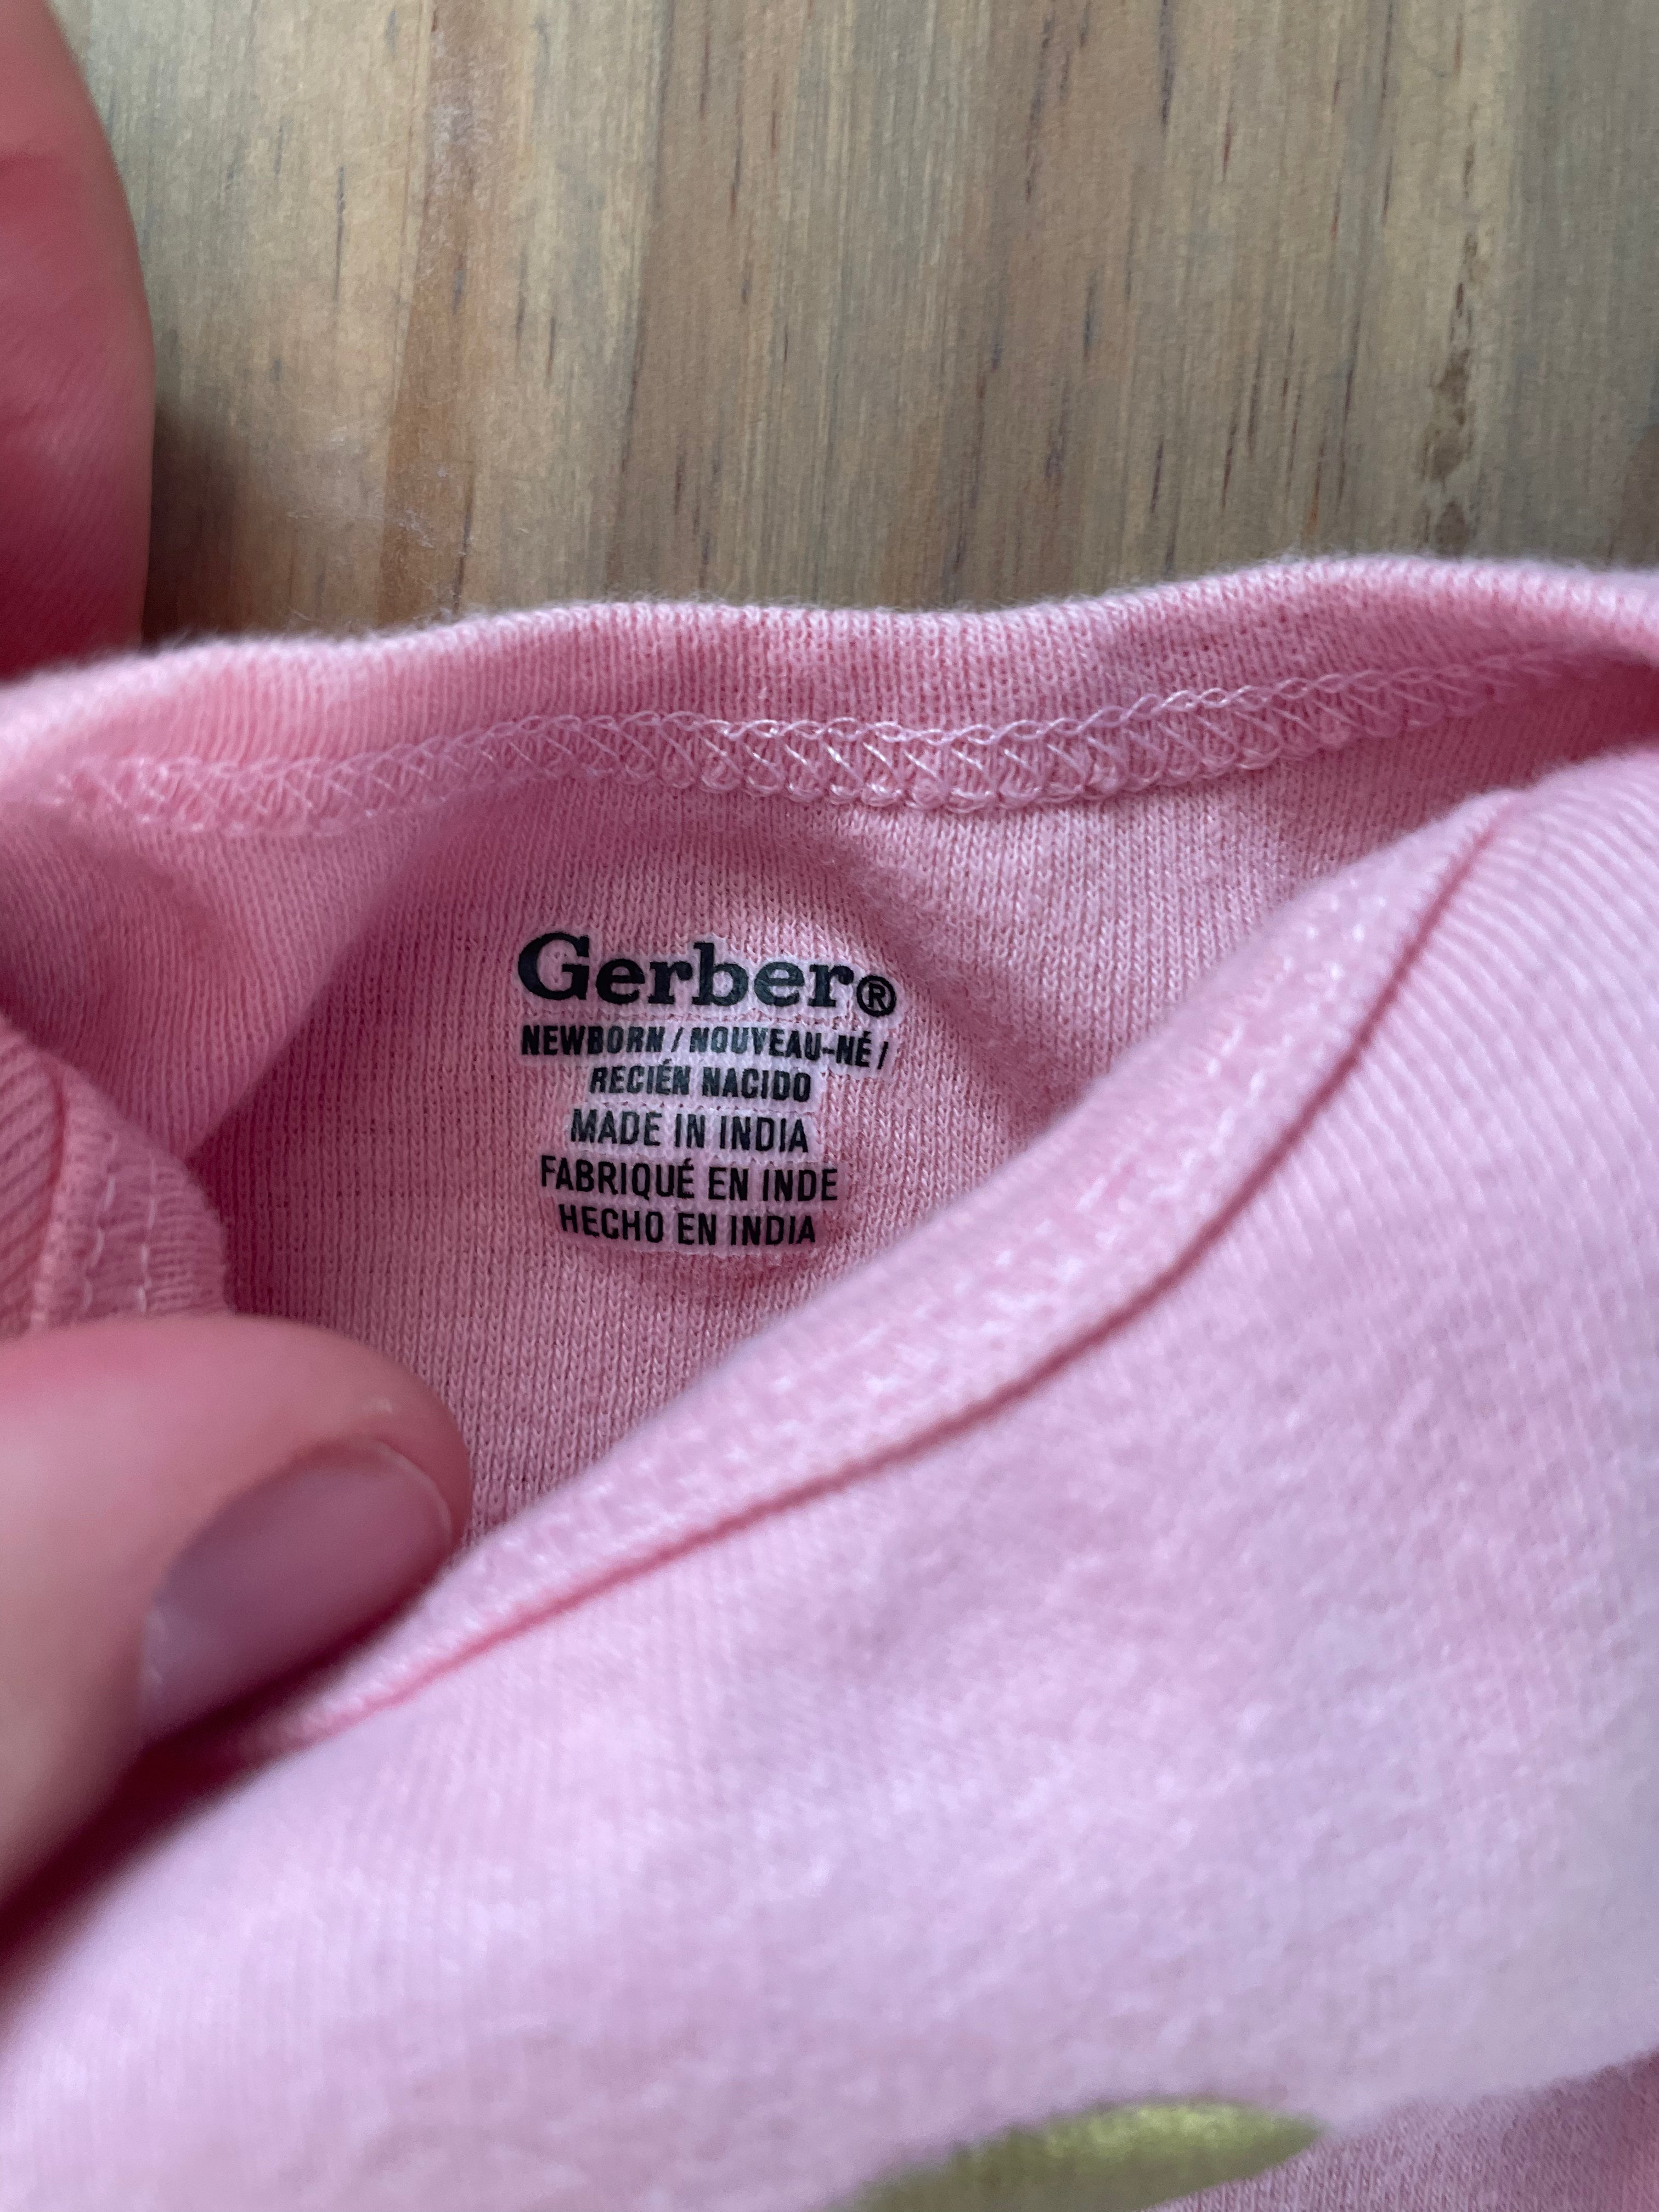 Gerber®
NEWBORN / NOUVEAU-NÉ /
RECIÉN NACIDO
MADE IN INDIA
FABRIQUÉ EN INDE
HECHO EN INDIA